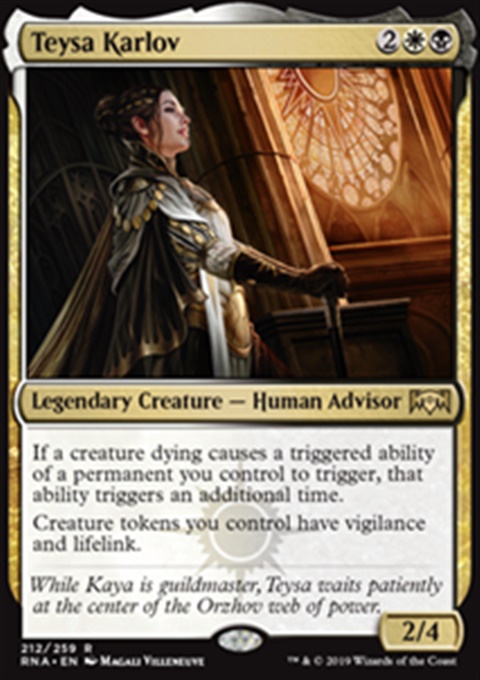 Teysa Karlov 2
Legendary Creature — Human Advisor
If a creature dying causes a triggered ability
of a permanent you control to trigger, that
ability triggers an additional time.
Creature tokens you control have vigilance
and lifelink.
While Kaya is guildmaster, Teysa waits patiently
at the center of the Orzhov web of power.
2/4
212/259 R
RNA • EN Magali Villeneuve
™ & © 2019 Wizards of the Coast